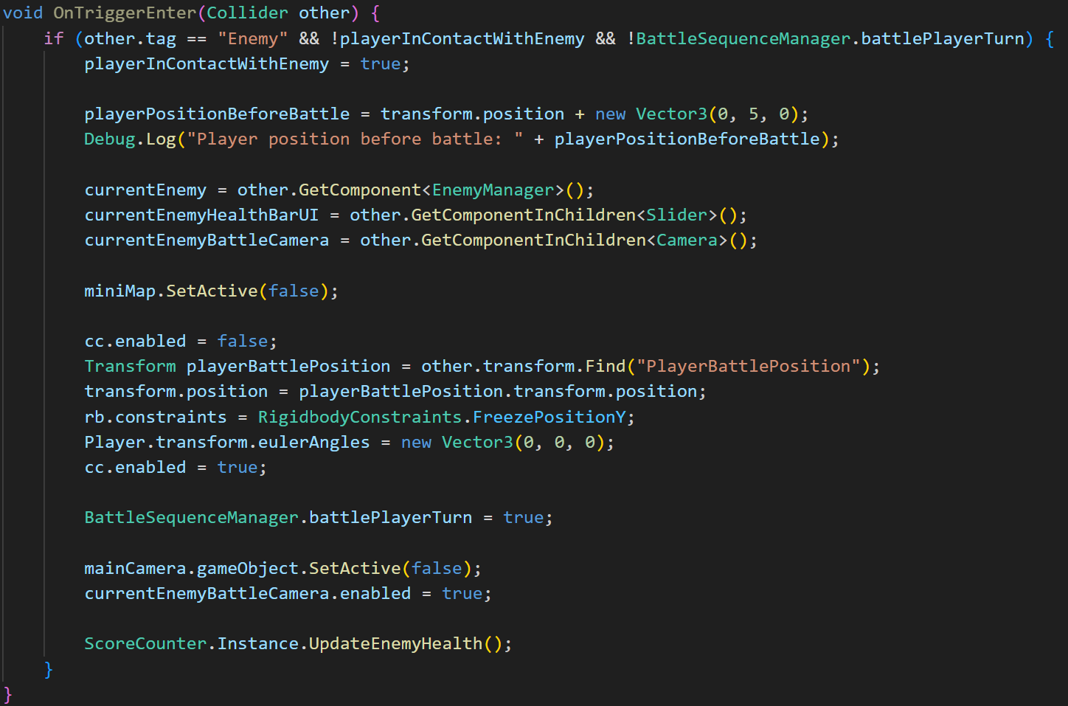 void OnTriggerEnter(Collider other) {
if (other.tag == "Enemy" && !playerInContactWithEnemy && !BattleSequenceManager.battlePlayerTurn) {
playerInContactWithEnemy = true;
playerPositionBeforeBattle = transform.position + new Vector3(0, 5, 0);
Debug.Log("Player position before battle: " + playerPositionBeforeBattle);
currentEnemy = other.GetComponent<EnemyManager>();
currentEnemyHealthBarUI = other.GetComponentInChildren<Slider>();
currentEnemyBattleCamera = other.GetComponentInChildren<Camera>();
miniMap.SetActive(false);
cc.enabled = false;
Transform playerBattlePosition = other.transform.Find("PlayerBattlePosition");
transform.position = playerBattlePosition.transform.position;
rb.constraints = RigidbodyConstraints.FreezePositionY;
Player.transform.eulerAngles = new Vector3(0, 0, 0);
cc.enabled = true;
BattleSequenceManager.battlePlayerTurn = true;
mainCamera.gameObject.SetActive(false);
currentEnemyBattleCamera.enabled = true;
ScoreCounter.Instance.UpdateEnemyHealth();
}
}